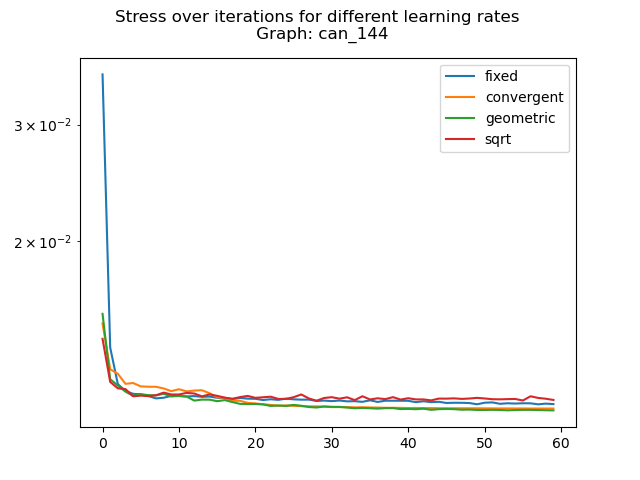 Stress over iterations for different learning rates
Graph: can_144
fixed
convergent
geometric
sqrt
3 × 10⁻²
2 × 10⁻²
0 10 20 30 40 50 60